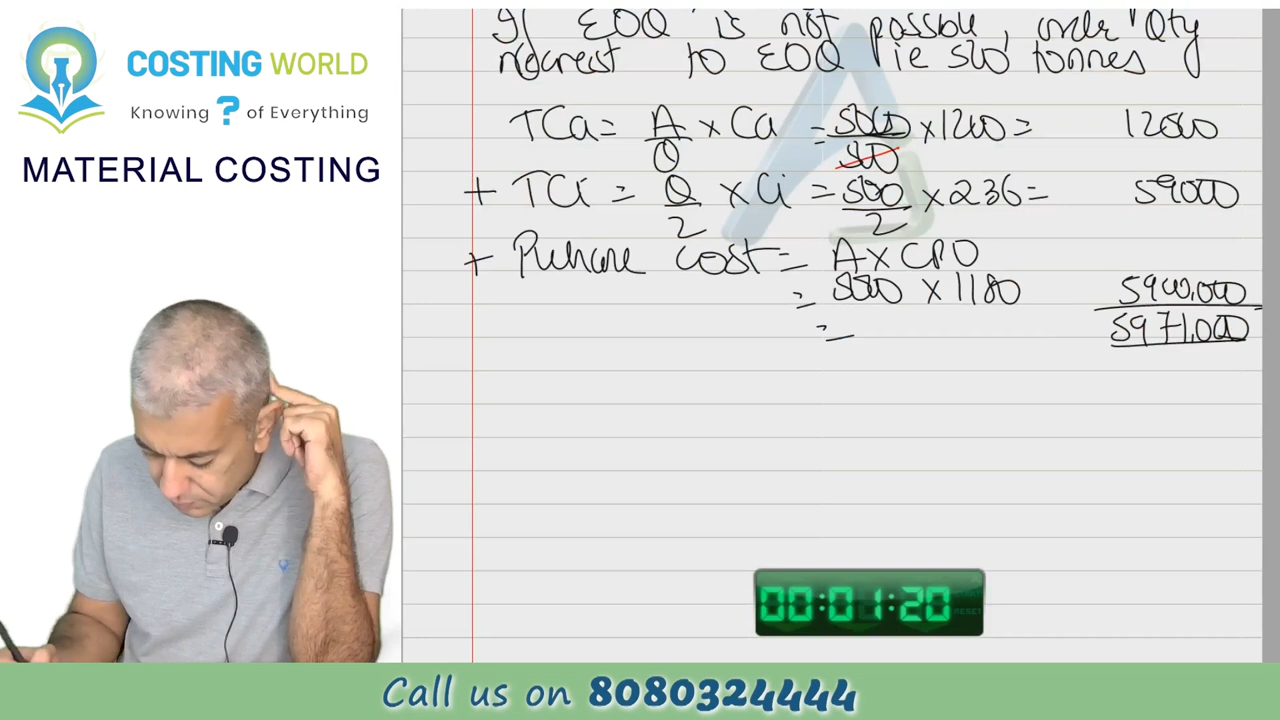 COSTING WORLD
Knowing ? of Everything
MATERIAL COSTING
If EOQ is not possible, order Qty
nearest to EOQ ie 500 tonnes
TCa = A/Q × Ca = 5000/500 × 1200 = 12000
+ TCi = Q/2 × Ci = 500/2 × 236 = 59000
+ Purchase cost = A × CPO
= 5000 × 1180 5900,000
= 5971,000
00:01:20
RESET
Call us on 8080324444